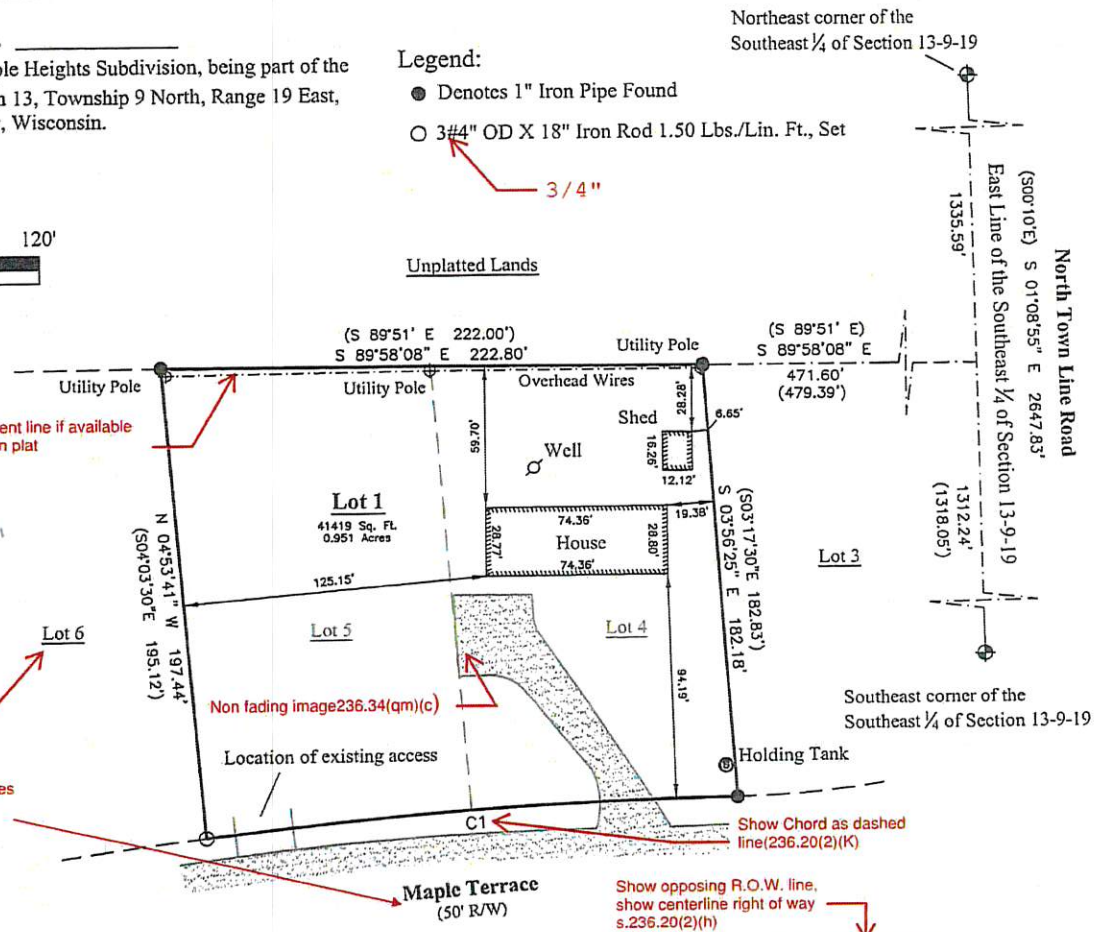 ple Heights Subdivision, being part of the
n 13, Township 9 North, Range 19 East,
, Wisconsin.
Legend:
Denotes 1" Iron Pipe Found
3#4" OD X 18" Iron Rod 1.50 Lbs./Lin. Ft., Set
3/4"
Northeast corner of the
Southeast ¼ of Section 13-9-19
120'
Unplatted Lands
(S 89°51' E 222.00')
S 89°58'08" E 222.80'
Utility Pole
(S 89°51' E)
S 89°58'08" E
471.60'
(479.39')
Utility Pole
Utility Pole
Overhead Wires
ent line if available
n plat
59.70'
28.28'
Shed
6.65'
16.26'
12.12'
Well
Lot 1
41419 Sq. Ft.
0.951 Acres
74.36'
28.77'
House
28.80'
74.36'
19.38'
125.15'
N 04°53'41" W 197.44'
(S04°03'30"E 195.12')
(S03°17'30"E 182.83')
S 03°56'25" E 182.18'
Lot 3
Lot 6
Lot 5
Lot 4
94.19'
Non fading image236.34(qm)(c)
Location of existing access
Holding Tank
es
C1
Show Chord as dashed
line(236.20(2)(K)
Maple Terrace
(50' R/W)
Show opposing R.O.W. line,
show centerline right of way
s.236.20(2)(h)
North Town Line Road
(S00°10'E) S 01°08'55" E 2647.83'
East Line of the Southeast ¼ of Section 13-9-19
1335.59'
1312.24'
(1318.05')
Southeast corner of the
Southeast ¼ of Section 13-9-19